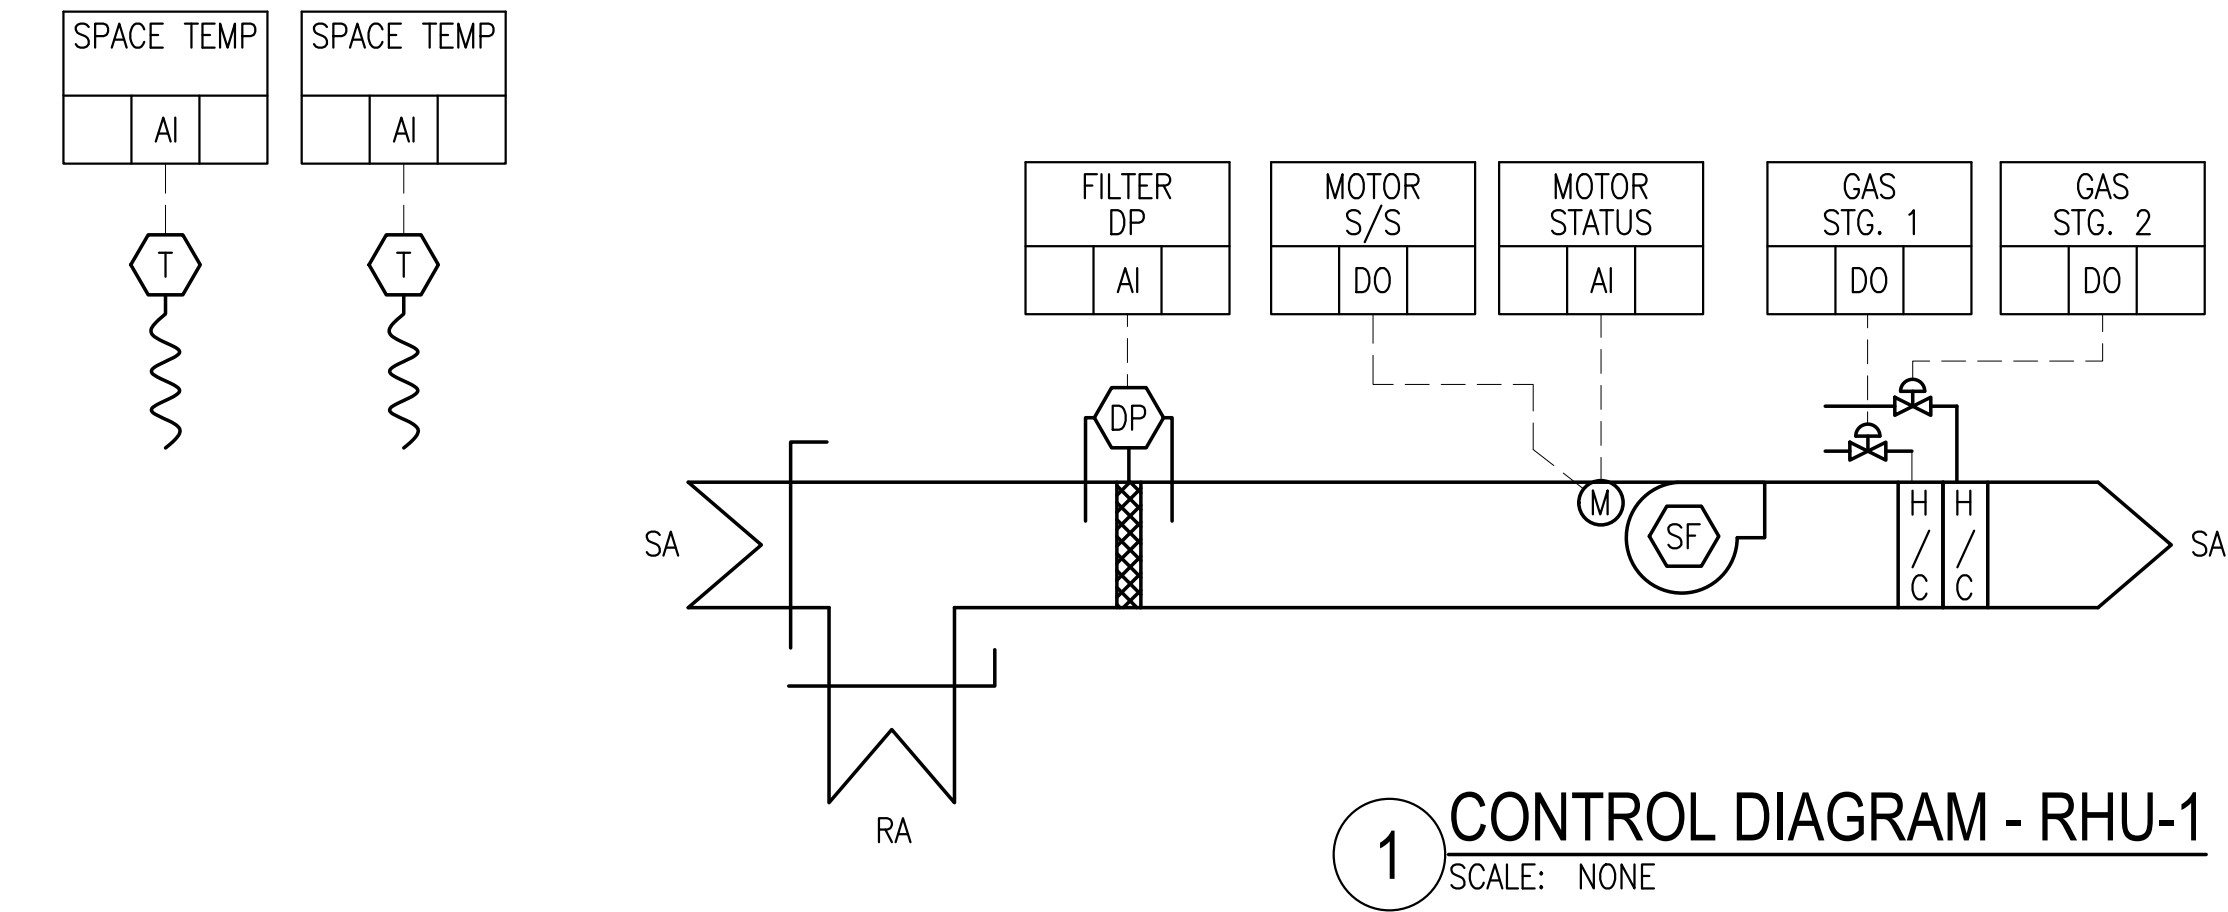 SPACE TEMP
AI
T
SPACE TEMP
AI
T
FILTER
DP
AI
DP
MOTOR
S/S
DO
MOTOR
STATUS
AI
M
SF
GAS
STG. 1
DO
GAS
STG. 2
DO
H
/
C
H
/
C
SA
SA
RA
1
CONTROL DIAGRAM - RHU-1
SCALE: NONE